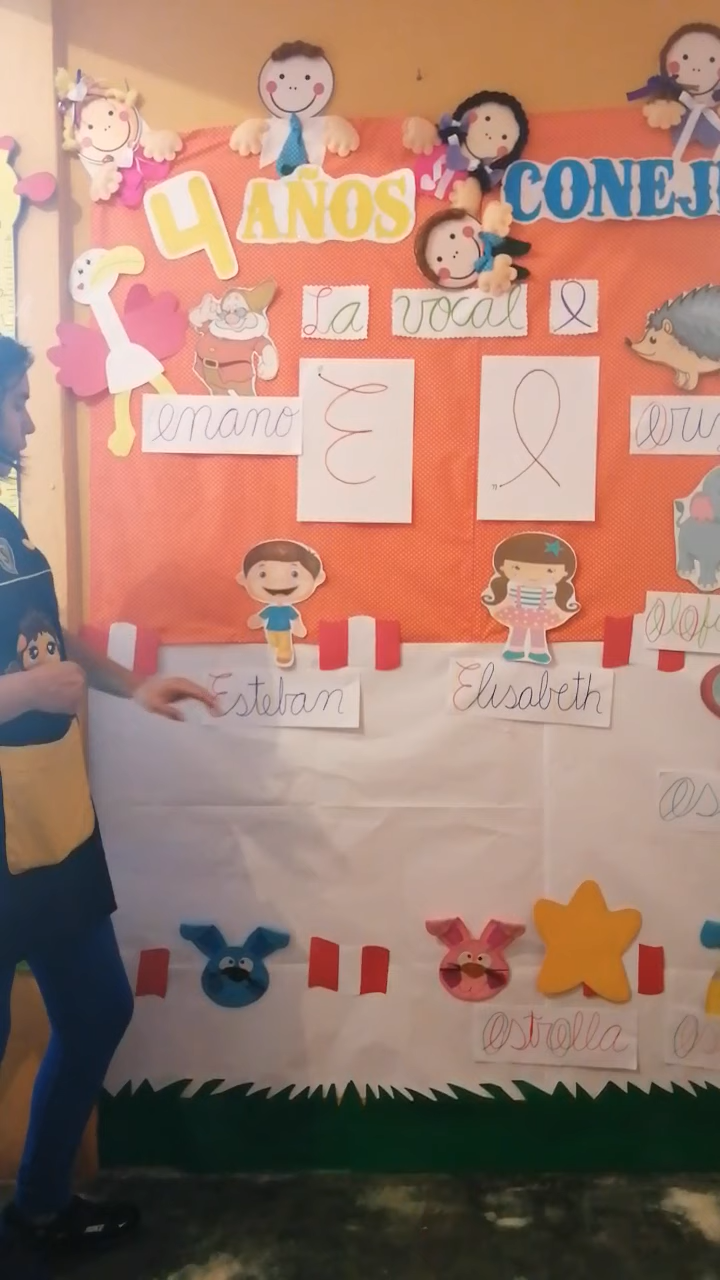 4 AÑOS CONEJ
La vocal e
enano
E e
Esteban
Elisabeth
estrella